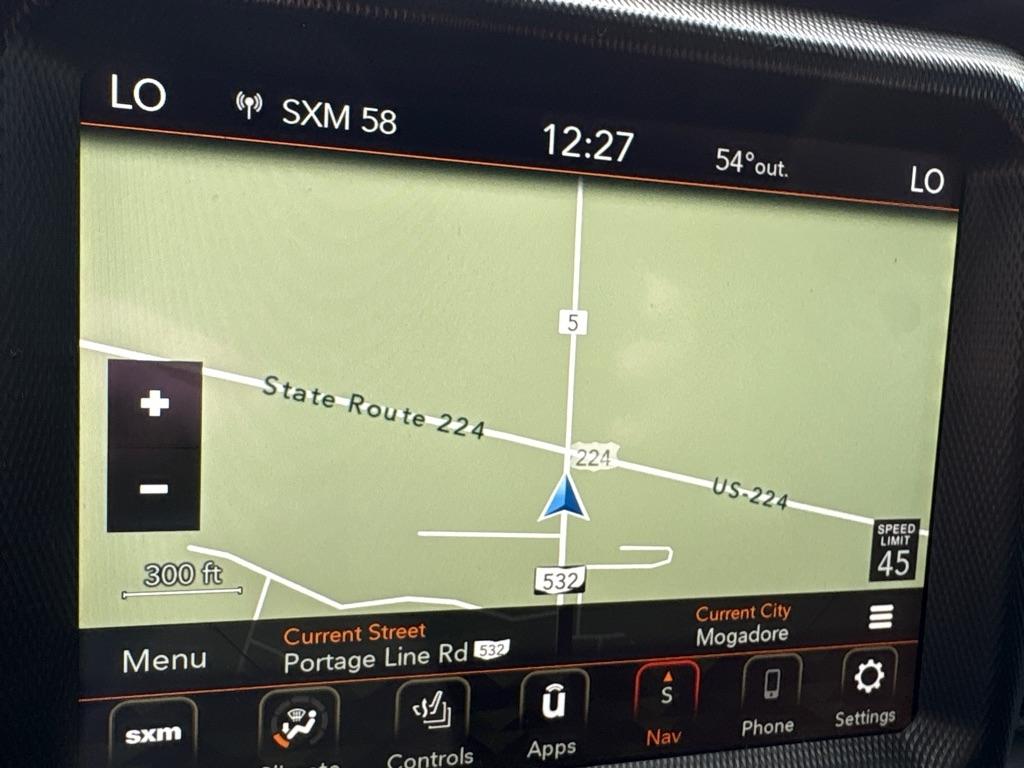 LO
SXM 58
12:27
54° out.
LO
5
State Route 224
224
US-224
SPEED
LIMIT
45
300 ft
532
Current Street
Portage Line Rd 532
Current City
Mogadore
Menu
sxm
Controls
Apps
S
Nav
Phone
Settings